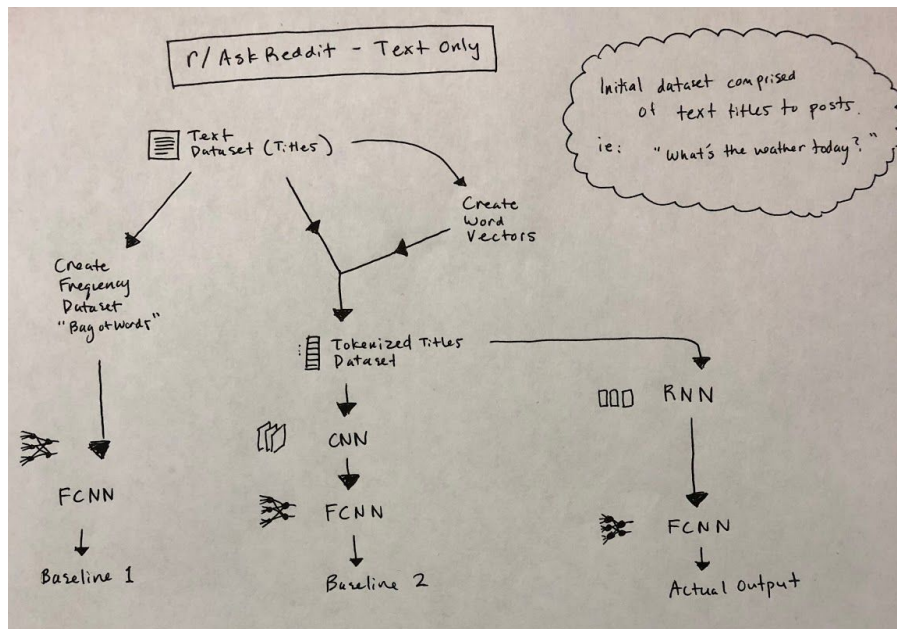 r/AskReddit - Text Only
Initial dataset comprised
of text titles to posts.
ie: "What's the weather today?"
Text
Dataset (Titles)
Create
Word
Vectors
Create
Frequency
Dataset
"Bag of Words"
Tokenized Titles
Dataset
RNN
CNN
FCNN
FCNN
FCNN
Baseline 1
Baseline 2
Actual Output